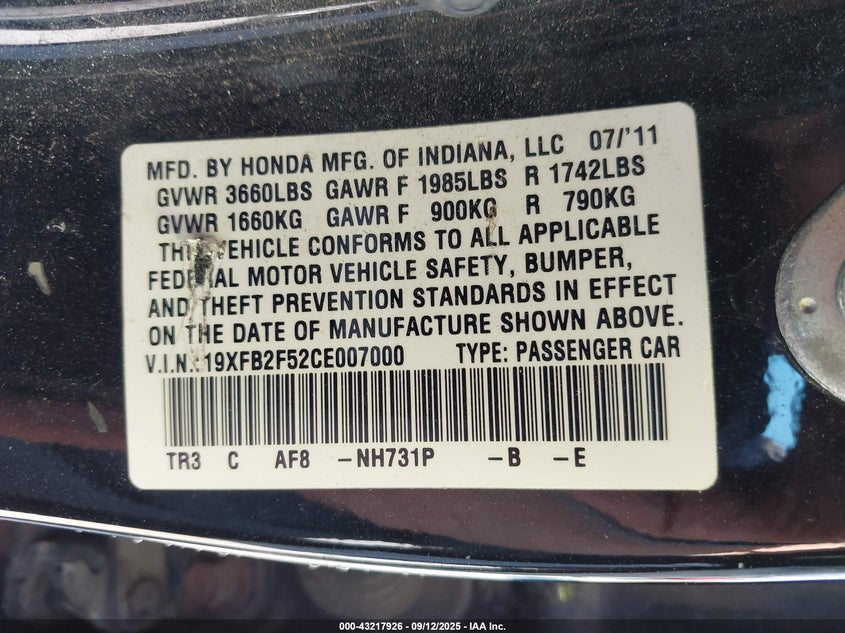 MFD. BY HONDA MFG. OF INDIANA, LLC 07/'11
GVWR 3660LBS GAWR F 1985LBS R 1742LBS
GVWR 1660KG GAWR F 900KG R 790KG
VEHICLE CONFORMS TO ALL APPLICABLE
FEDERAL MOTOR VEHICLE SAFETY, BUMPER,
AND THEFT PREVENTION STANDARDS IN EFFECT
ON THE DATE OF MANUFACTURE SHOWN ABOVE.
V.I.N.: 19XFB2F52CE007000 TYPE: PASSENGER CAR
TR3 C AF8 -NH731P -B -E
000-43217926 - 09/12/2025 - IAA Inc.